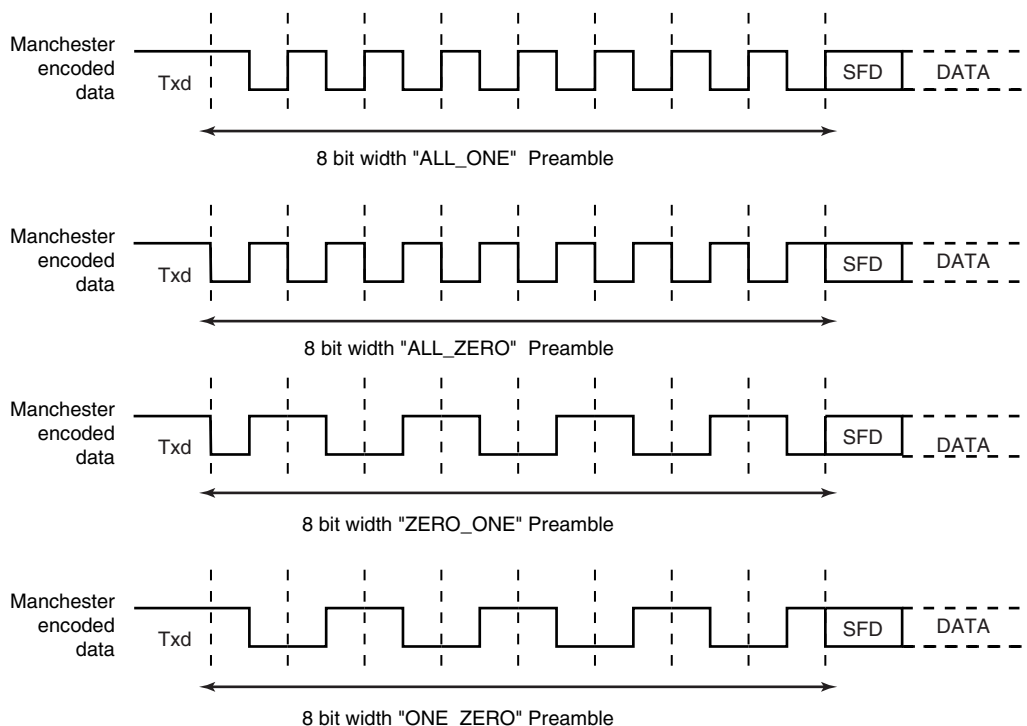 Manchester
encoded
data
Txd
SFD
DATA
8 bit width "ALL_ONE" Preamble
Manchester
encoded
data
Txd
SFD
DATA
8 bit width "ALL_ZERO" Preamble
Manchester
encoded
data
Txd
SFD
DATA
8 bit width "ZERO_ONE" Preamble
Manchester
encoded
data
Txd
SFD
DATA
8 bit width "ONE_ZERO" Preamble